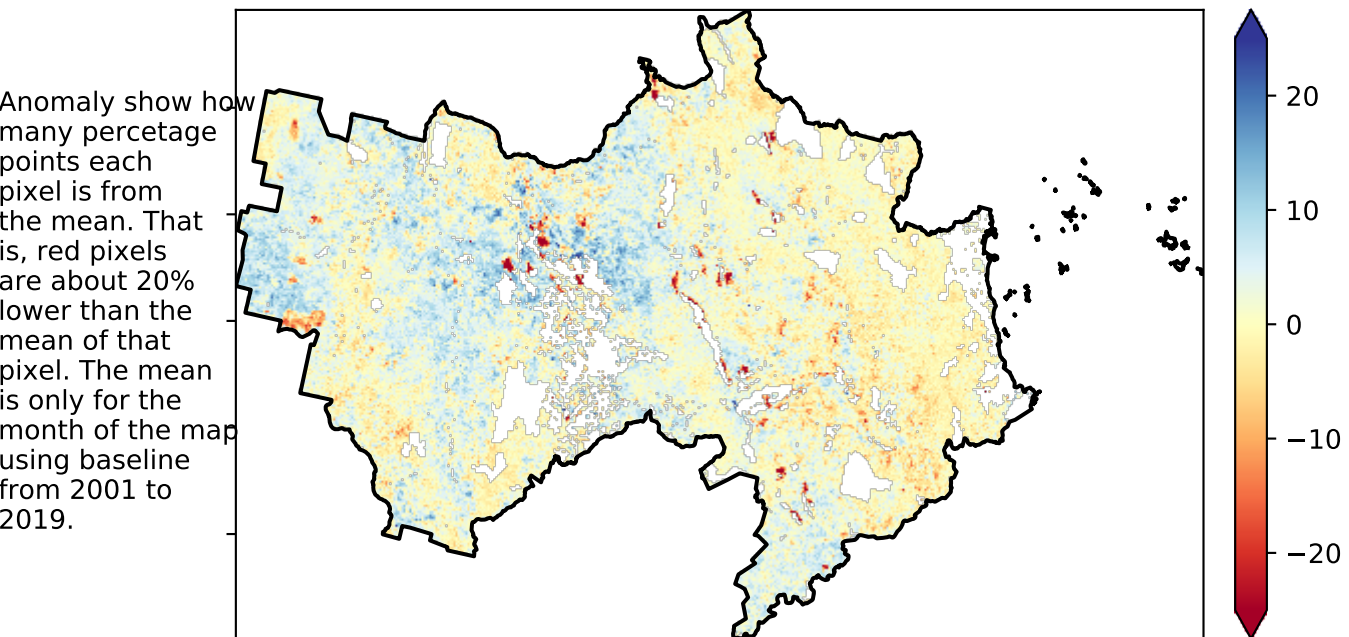 Anomaly show how
many percetage
points each
pixel is from
the mean. That
is, red pixels
are about 20%
lower than the
mean of that
pixel. The mean
is only for the
month of the map
using baseline
from 2001 to
2019.
20
10
0
−10
−20